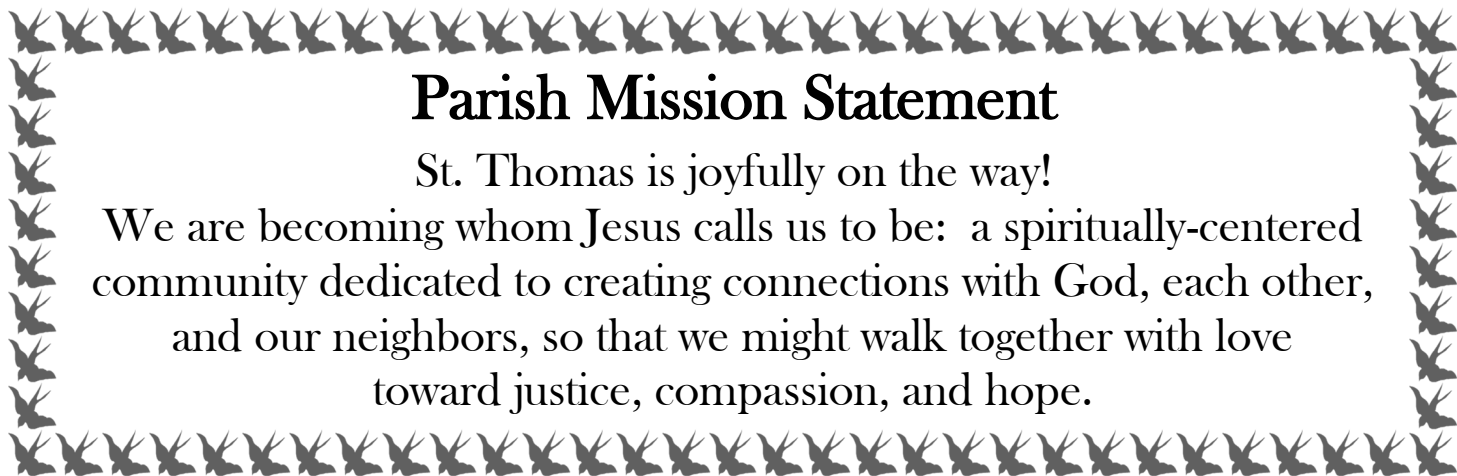 Parish Mission Statement
St. Thomas is joyfully on the way!
We are becoming whom Jesus calls us to be:  a spiritually-centered
community dedicated to creating connections with God, each other,
and our neighbors, so that we might walk together with love
toward justice, compassion, and hope.